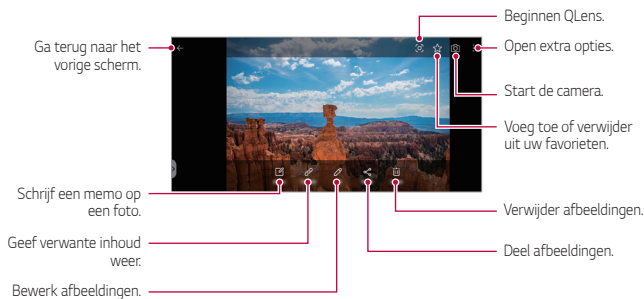 Beginnen QLens.
Ga terug naar het
vorige scherm.
Open extra opties.
Start de camera.
Voeg toe of verwijder
uit uw favorieten.
Schrijf een memo op
een foto.
Verwijder afbeeldingen.
Geef verwante inhoud
weer.
Deel afbeeldingen.
Bewerk afbeeldingen.